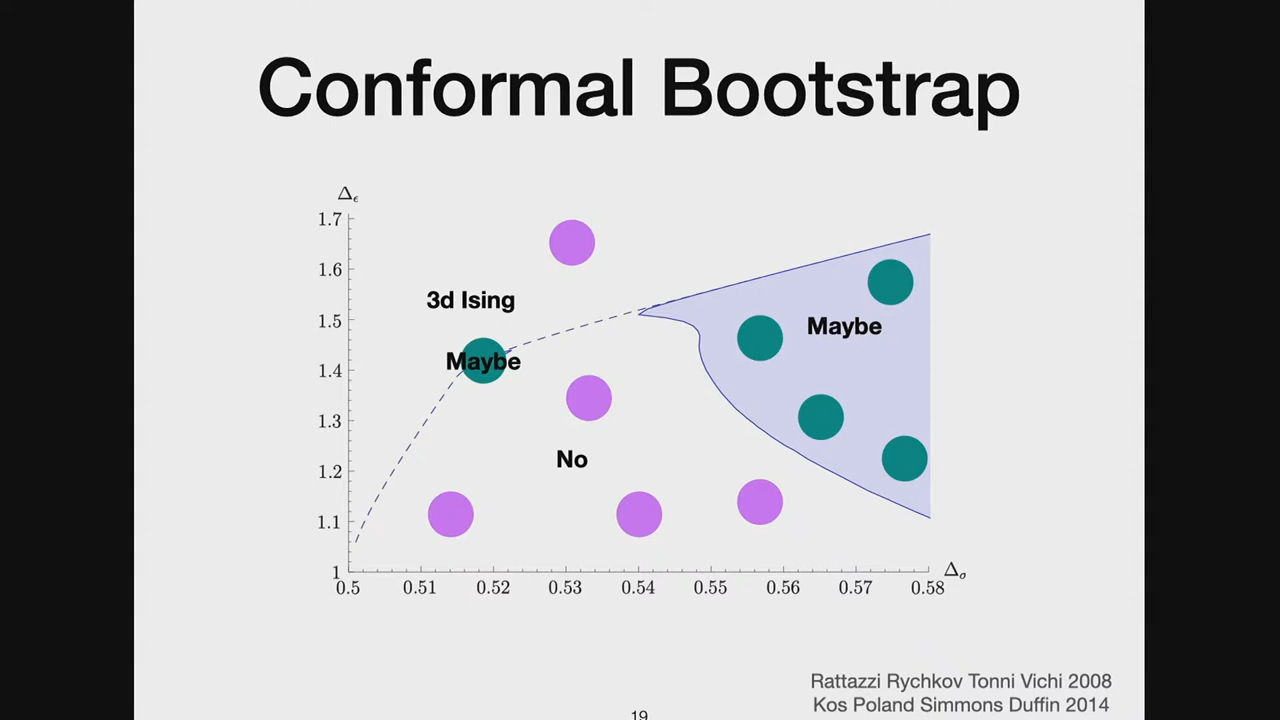 Conformal Bootstrap
Δϵ
1.7
1.6
1.5
1.4
1.3
1.2
1.1
1
3d Ising
Maybe
Maybe
No
0.5 0.51 0.52 0.53 0.54 0.55 0.56 0.57 0.58
Δσ
Rattazzi Rychkov Tonni Vichi 2008
Kos Poland Simmons Duffin 2014
19